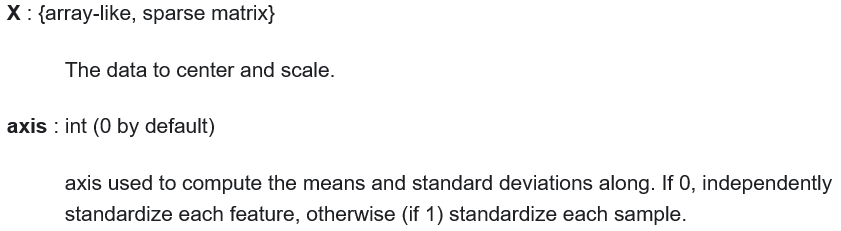 X : {array-like, sparse matrix}
The data to center and scale.
axis : int (0 by default)
axis used to compute the means and standard deviations along. If 0, independently
standardize each feature, otherwise (if 1) standardize each sample.